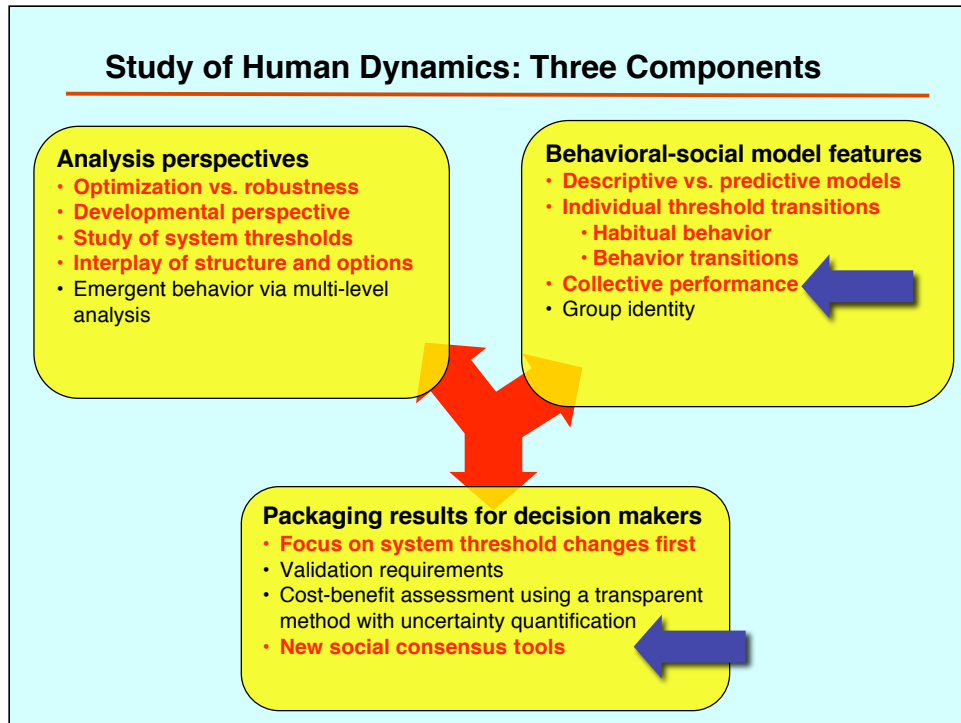 Study of Human Dynamics: Three Components
Analysis perspectives
• Optimization vs. robustness
• Developmental perspective
• Study of system thresholds
• Interplay of structure and options
• Emergent behavior via multi-level
analysis
Behavioral-social model features
• Descriptive vs. predictive models
• Individual threshold transitions
• Habitual behavior
• Behavior transitions
• Collective performance
• Group identity
Packaging results for decision makers
• Focus on system threshold changes first
• Validation requirements
• Cost-benefit assessment using a transparent
method with uncertainty quantification
• New social consensus tools